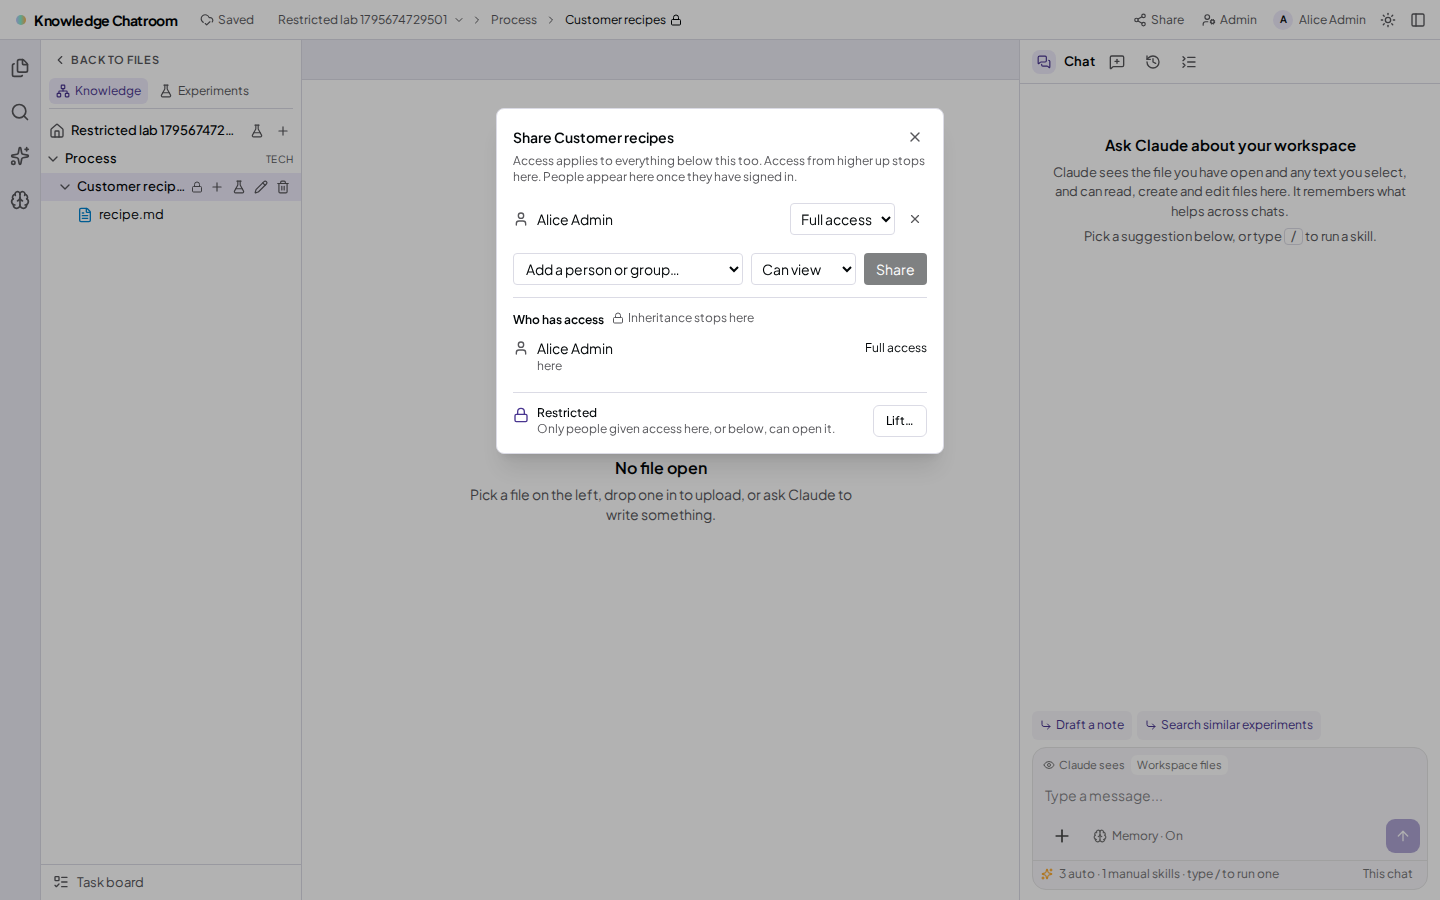 Knowledge Chatroom
Saved
Restricted lab 1795674729501
Process
Customer recipes
Share
Admin
A
Alice Admin
BACK TO FILES
Knowledge
Experiments
Restricted lab 179567472...
Process
TECH
Customer recip...
recipe.md
Task board
Share Customer recipes
Access applies to everything below this too. Access from higher up stops
here. People appear here once they have signed in.
Alice Admin
Full access
Add a person or group...
Can view
Share
Who has access
Inheritance stops here
Alice Admin
Full access
here
Restricted
Only people given access here, or below, can open it.
Lift...
No file open
Pick a file on the left, drop one in to upload, or ask Claude to
write something.
Chat
Ask Claude about your workspace
Claude sees the file you have open and any text you select,
and can read, create and edit files here. It remembers what
helps across chats.
Pick a suggestion below, or type / to run a skill.
Draft a note
Search similar experiments
Claude sees
Workspace files
Type a message...
Memory · On
3 auto · 1 manual skills · type / to run one
This chat